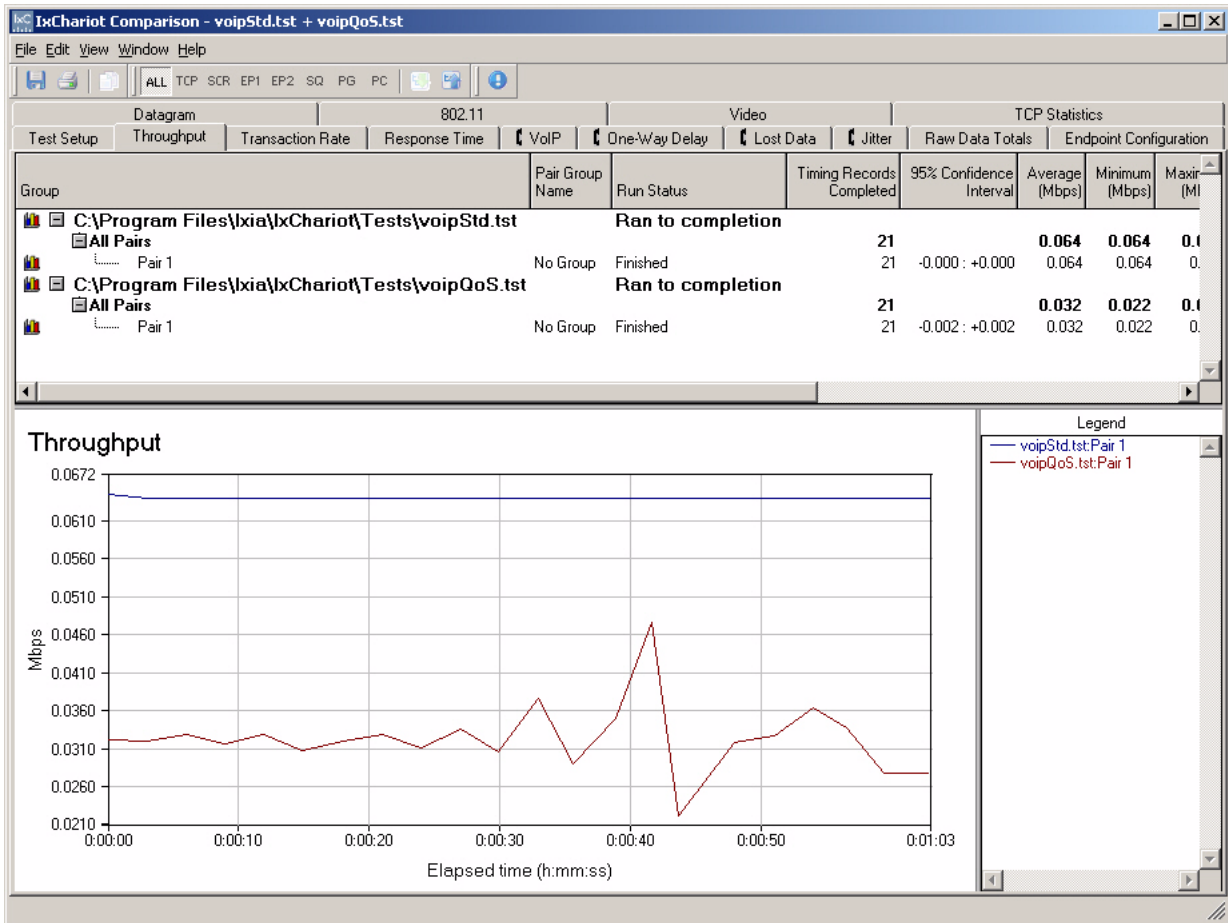 IxC IxChariot Comparison - voipStd.tst + voipQoS.tst
File Edit View Window Help
ALL TCP SCR EP1 EP2 SQ PG PC
Datagram 802.11 Video TCP Statistics
Test Setup Throughput Transaction Rate Response Time VoIP One-Way Delay Lost Data Jitter Raw Data Totals Endpoint Configuration
Group Pair Group Name Run Status Timing Records Completed 95% Confidence Interval Average (Mbps) Minimum (Mbps)
C:\Program Files\Ixia\IxChariot\Tests\voipStd.tst Ran to completion
All Pairs 21 0.064 0.064
Pair 1 No Group Finished 21 -0.000 : +0.000 0.064 0.064 0.
C:\Program Files\Ixia\IxChariot\Tests\voipQoS.tst Ran to completion
All Pairs 21 0.032 0.022
Pair 1 No Group Finished 21 -0.002 : +0.002 0.032 0.022 0.
Throughput
Legend
voipStd.tst:Pair 1
voipQoS.tst:Pair 1
Mbps
0.0672
0.0610
0.0560
0.0510
0.0460
0.0410
0.0360
0.0310
0.0260
0.0210
0:00:00 0:00:10 0:00:20 0:00:30 0:00:40 0:00:50 0:01:03
Elapsed time (h:mm:ss)